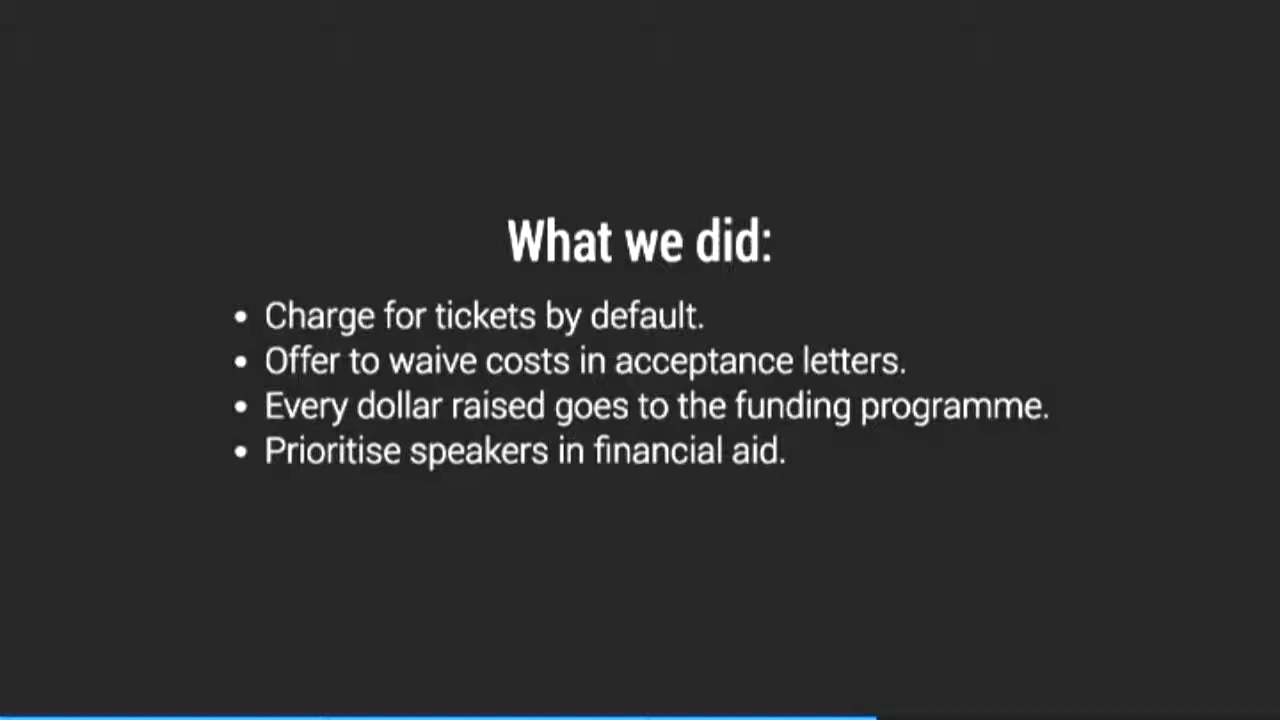 What we did:
• Charge for tickets by default.
• Offer to waive costs in acceptance letters.
• Every dollar raised goes to the funding programme.
• Prioritise speakers in financial aid.